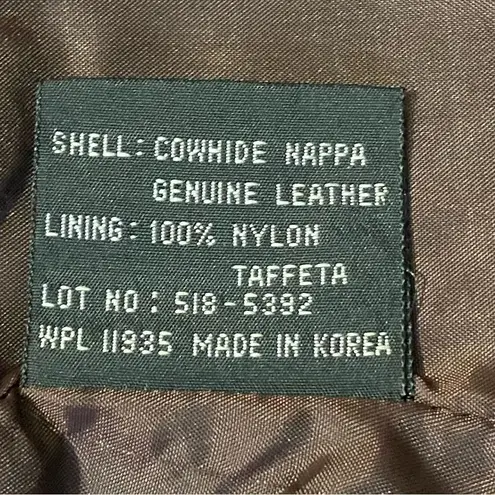 SHELL: COWHIDE NAPPA
GENUINE LEATHER
LINING: 100% NYLON
TAFFETA
LOT NO: 518-5392
WPL 11935 MADE IN KOREA